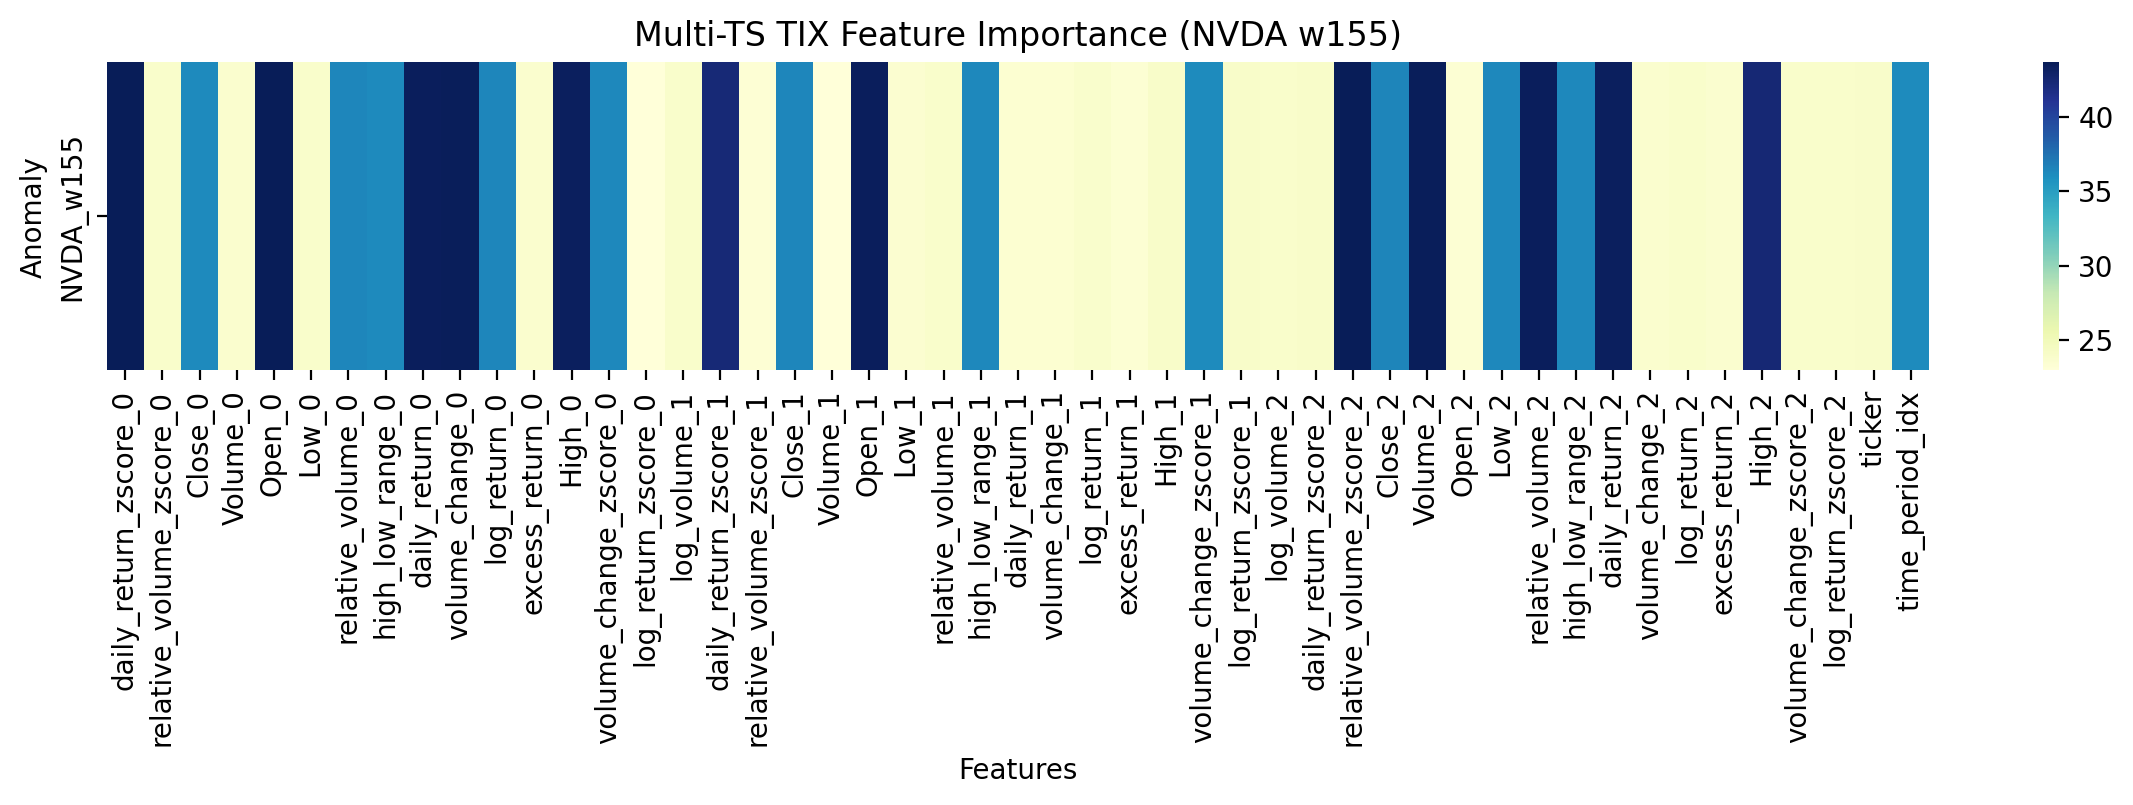 Multi-TS TIX Feature Importance (NVDA w155)
Anomaly
NVDA_w155
40
35
30
25
daily_return_zscore_0
relative_volume_zscore_0
Close_0
Volume_0
Open_0
Low_0
relative_volume_0
high_low_range_0
daily_return_0
volume_change_0
log_return_0
excess_return_0
High_0
volume_change_zscore_0
log_return_zscore_0
log_volume_1
daily_return_zscore_1
relative_volume_zscore_1
Close_1
Volume_1
Open_1
Low_1
relative_volume_1
high_low_range_1
daily_return_1
volume_change_1
log_return_1
excess_return_1
High_1
volume_change_zscore_1
log_return_zscore_1
log_volume_2
daily_return_zscore_2
relative_volume_zscore_2
Close_2
Volume_2
Open_2
Low_2
relative_volume_2
high_low_range_2
daily_return_2
volume_change_2
log_return_2
excess_return_2
High_2
volume_change_zscore_2
log_return_zscore_2
ticker
time_period_idx
Features